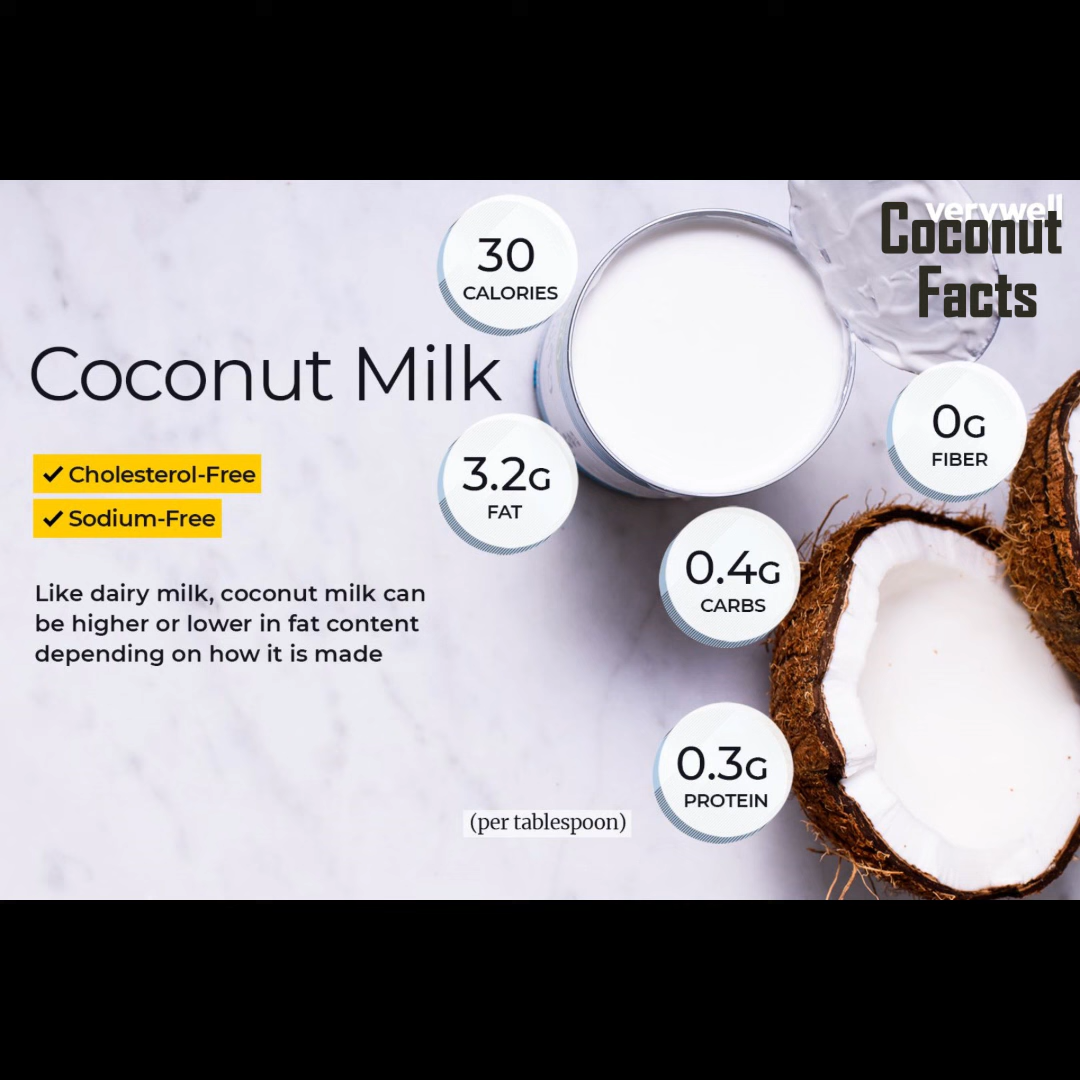 verywell
Coconut
Facts
30
CALORIES
Coconut Milk
3.2G
FAT
0G
FIBER
✓ Cholesterol-Free
✓ Sodium-Free
0.4G
CARBS
Like dairy milk, coconut milk can
be higher or lower in fat content
depending on how it is made
0.3G
PROTEIN
(per tablespoon)